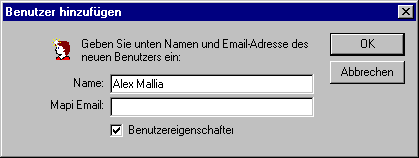 Benutzer hinzufügen
Geben Sie unten Namen und Email-Adresse des
neuen Benutzers ein:
OK
Abbrechen
Name: Alex Mallia
Mapi Email:
Benutzereigenschafter